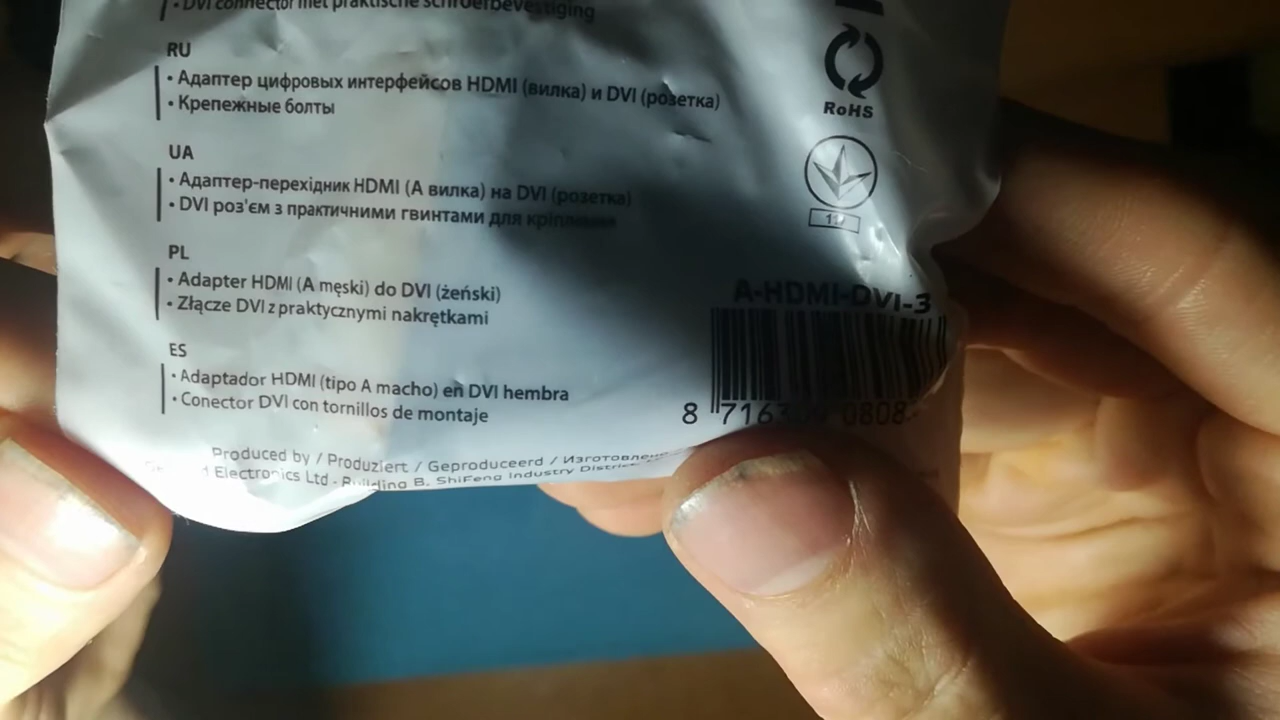 • DVI connector met praktische schroefbevestiging
RU
• Адаптер цифровых интерфейсов HDMI (вилка) и DVI (розетка)
• Крепежные болты
UA
• Адаптер-перехідник HDMI (А вилка) на DVI (розетка)
• DVI роз'єм з практичними гвинтами для кріплення
PL
• Adapter HDMI (A męski) do DVI (żeński)
• Złącze DVI z praktycznymi nakrętkami
ES
• Adaptador HDMI (tipo A macho) en DVI hembra
• Conector DVI con tornillos de montaje
Produced by / Produziert / Geproduceerd / Изготовлено
Electronics Ltd - Building B, ShiFeng Industry District
RoHS
A-HDMI-DVI-3
8 716 0808